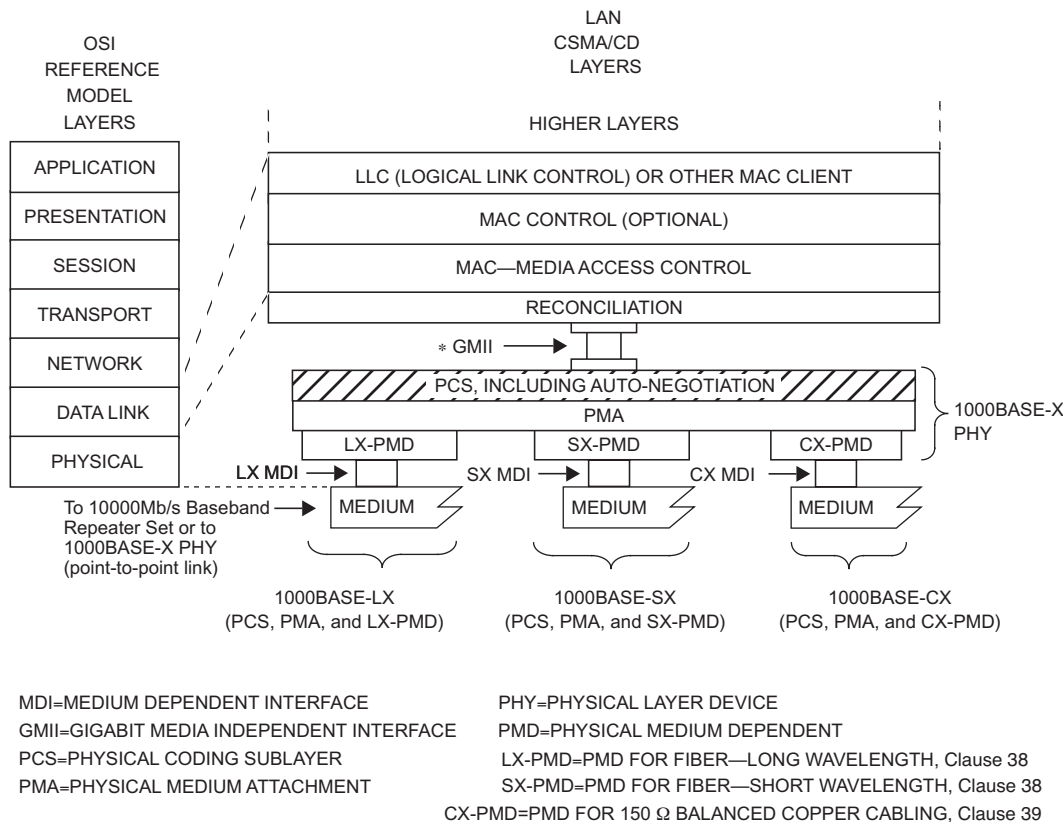 LAN
CSMA/CD
LAYERS
OSI
REFERENCE
MODEL
LAYERS
HIGHER LAYERS
APPLICATION
PRESENTATION
SESSION
TRANSPORT
NETWORK
DATA LINK
PHYSICAL
LLC (LOGICAL LINK CONTROL) OR OTHER MAC CLIENT
MAC CONTROL (OPTIONAL)
MAC—MEDIA ACCESS CONTROL
RECONCILIATION
* GMII
PCS, INCLUDING AUTO-NEGOTIATION
PMA
1000BASE-X
PHY
LX-PMD
SX-PMD
CX-PMD
LX MDI
SX MDI
CX MDI
To 10000Mb/s Baseband
Repeater Set or to
1000BASE-X PHY
(point-to-point link)
MEDIUM
MEDIUM
MEDIUM
1000BASE-LX
(PCS, PMA, and LX-PMD)
1000BASE-SX
(PCS, PMA, and SX-PMD)
1000BASE-CX
(PCS, PMA, and CX-PMD)
MDI=MEDIUM DEPENDENT INTERFACE
GMII=GIGABIT MEDIA INDEPENDENT INTERFACE
PCS=PHYSICAL CODING SUBLAYER
PMA=PHYSICAL MEDIUM ATTACHMENT
PHY=PHYSICAL LAYER DEVICE
PMD=PHYSICAL MEDIUM DEPENDENT
LX-PMD=PMD FOR FIBER—LONG WAVELENGTH, Clause 38
SX-PMD=PMD FOR FIBER—SHORT WAVELENGTH, Clause 38
CX-PMD=PMD FOR 150 Ω BALANCED COPPER CABLING, Clause 39